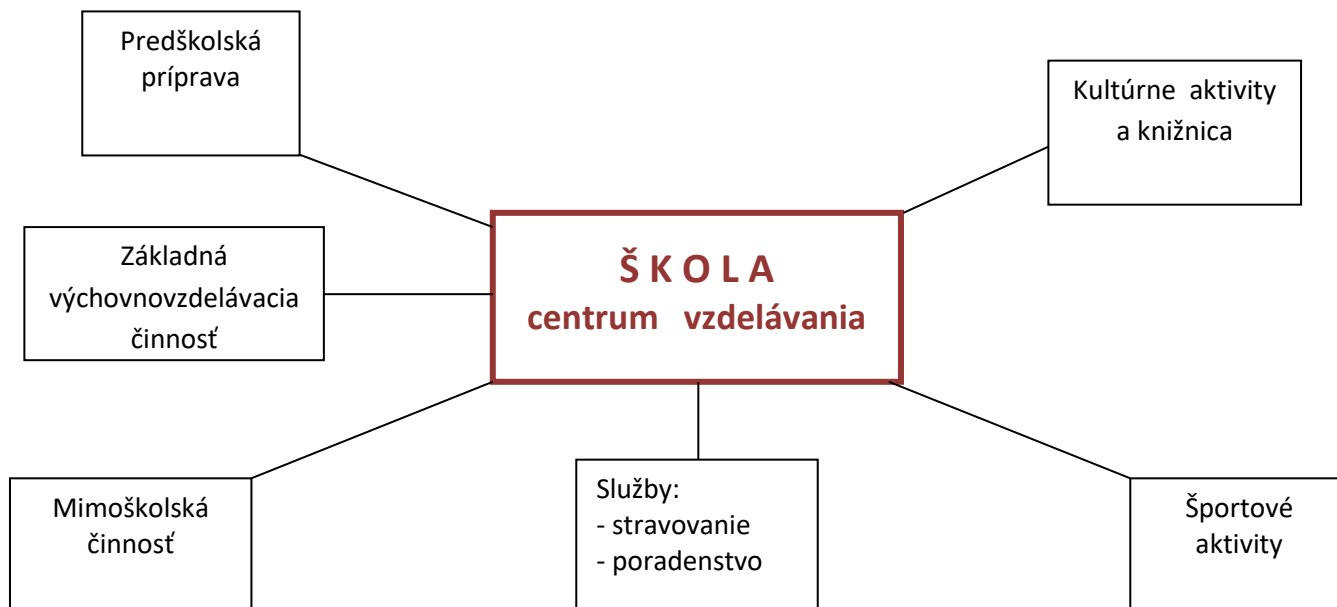 Predškolská
príprava
Kultúrne aktivity
a knižnica
Základná
výchovnovzdelávacia
činnosť
Š K O L A
centrum vzdelávania
Mimoškolská
činnosť
Služby:
- stravovanie
- poradenstvo
Športové
aktivity